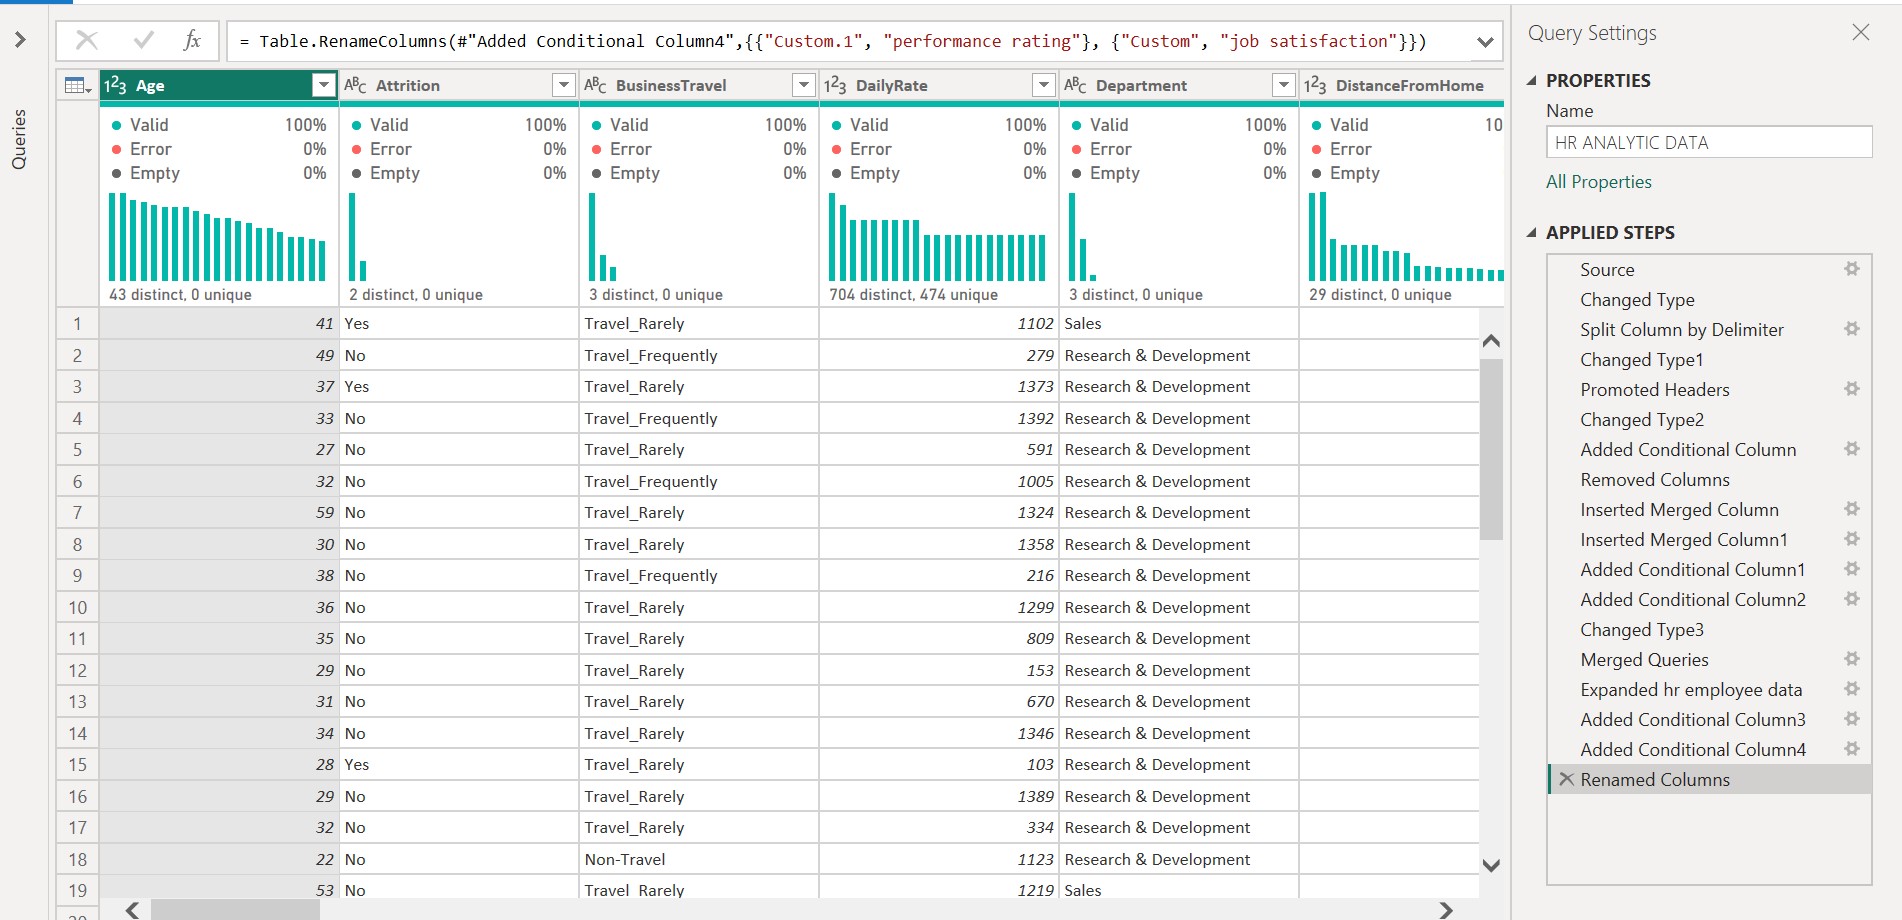 Queries
= Table.RenameColumns(#"Added Conditional Column4",{{"Custom.1", "performance rating"}, {"Custom", "job satisfaction"}})
1²3 Age ABC Attrition ABC BusinessTravel 1²3 DailyRate ABC Department 1²3 DistanceFromHome
Valid 100% Valid 100% Valid 100% Valid 100% Valid 100% Valid 10
Error 0% Error 0% Error 0% Error 0% Error 0% Error
Empty 0% Empty 0% Empty 0% Empty 0% Empty 0% Empty
43 distinct, 0 unique 2 distinct, 0 unique 3 distinct, 0 unique 704 distinct, 474 unique 3 distinct, 0 unique 29 distinct, 0 unique
1 41 Yes Travel_Rarely 1102 Sales
2 49 No Travel_Frequently 279 Research & Development
3 37 Yes Travel_Rarely 1373 Research & Development
4 33 No Travel_Frequently 1392 Research & Development
5 27 No Travel_Rarely 591 Research & Development
6 32 No Travel_Frequently 1005 Research & Development
7 59 No Travel_Rarely 1324 Research & Development
8 30 No Travel_Rarely 1358 Research & Development
9 38 No Travel_Frequently 216 Research & Development
10 36 No Travel_Rarely 1299 Research & Development
11 35 No Travel_Rarely 809 Research & Development
12 29 No Travel_Rarely 153 Research & Development
13 31 No Travel_Rarely 670 Research & Development
14 34 No Travel_Rarely 1346 Research & Development
15 28 Yes Travel_Rarely 103 Research & Development
16 29 No Travel_Rarely 1389 Research & Development
17 32 No Travel_Rarely 334 Research & Development
18 22 No Non-Travel 1123 Research & Development
19 53 No Travel_Rarely 1219 Sales
20
Query Settings
PROPERTIES
Name
HR ANALYTIC DATA
All Properties
APPLIED STEPS
Source
Changed Type
Split Column by Delimiter
Changed Type1
Promoted Headers
Changed Type2
Added Conditional Column
Removed Columns
Inserted Merged Column
Inserted Merged Column1
Added Conditional Column1
Added Conditional Column2
Changed Type3
Merged Queries
Expanded hr employee data
Added Conditional Column3
Added Conditional Column4
Renamed Columns